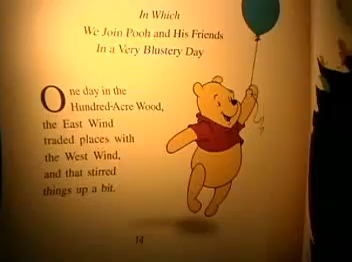 In Which
We Join Pooh and His Friends
In a Very Blustery Day
One day in the
Hundred-Acre Wood,
the East Wind
traded places with
the West Wind,
and that stirred
things up a bit.
14